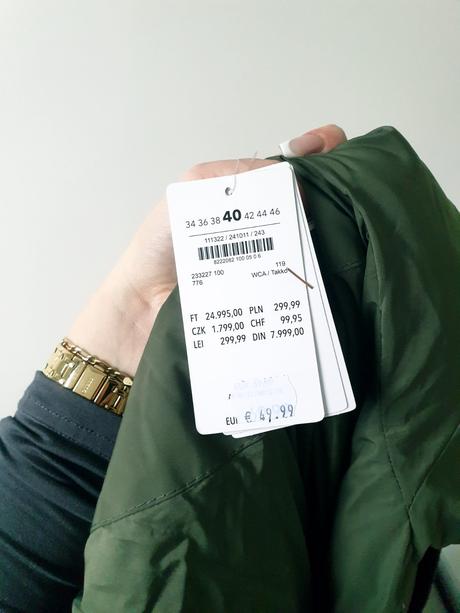 34 36 38 40 42 44 46
111322 / 241011 / 243
8222082 100 05 0 6
233227 100 119
776 WCA / Takko
FT 24.995,00 PLN 299,99
CZK 1.799,00 CHF 99,95
LEI 299,99 DIN 7.999,00
EUR € 49.99